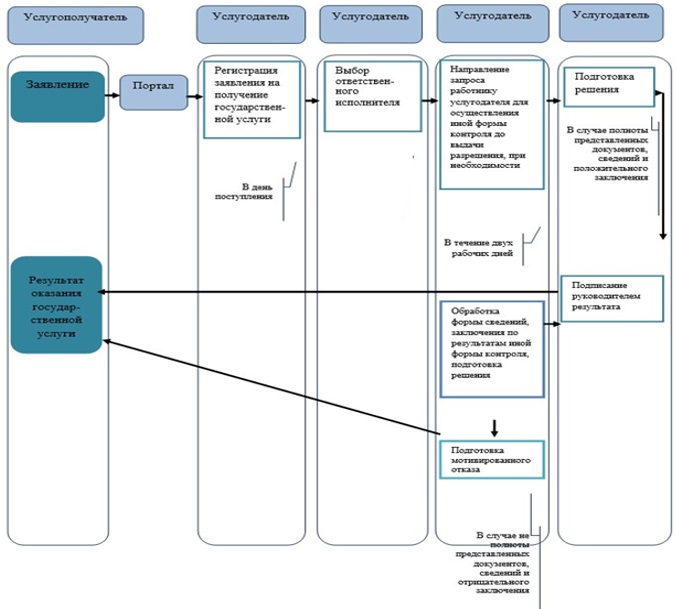 Услугополучатель
Услугодатель
Услугодатель
Услугодатель
Услугодатель
Заявление
Портал
Регистрация
заявления на
получение
государствен-
ной услуги
Выбор
ответствен-
ного
исполнителя
Направление
запроса
работнику
услугодателя для
осуществления
иной формы
контроля до
выдачи
разрешения, при
необходимости
Подготовка
решения
В случае полноты
представленных
документов,
сведений и
положительного
заключения
В день
поступления
В течение двух
рабочих дней
Результат
оказания
государ-
ственной
услуги
Подписание
руководителем
результата
Обработка
формы сведений,
заключения по
результатам иной
формы контроля,
подготовка
решения
Подготовка
мотивированного
отказа
В случае не
полноты
представленных
документов,
сведений и
отрицательного
заключения